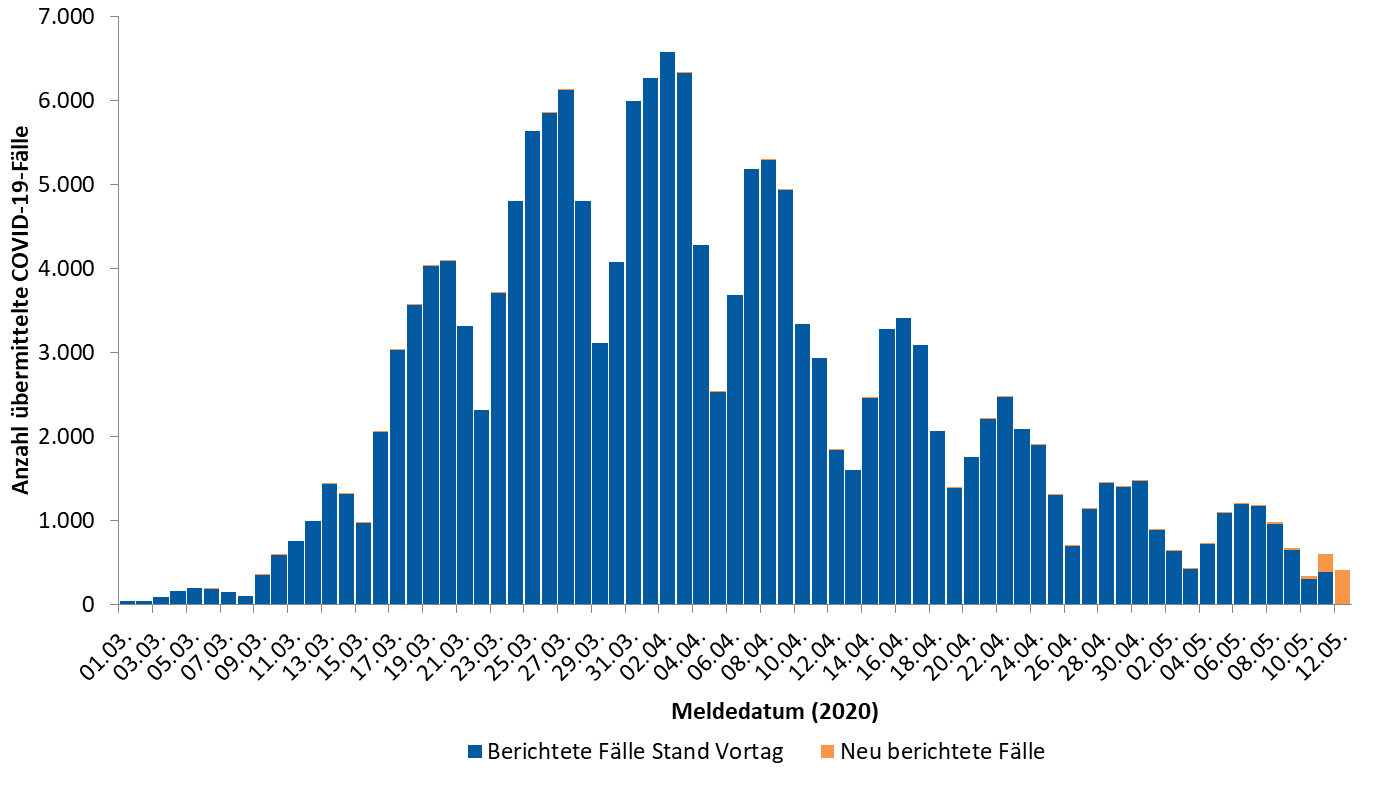 7.000
6.000
5.000
4.000
3.000
2.000
1.000
0
Anzahl übermittelte COVID-19-Fälle
01.03. 03.03. 05.03. 07.03. 09.03. 11.03. 13.03. 15.03. 17.03. 19.03. 21.03. 23.03. 25.03. 27.03. 29.03. 31.03. 02.04. 04.04. 06.04. 08.04. 10.04. 12.04. 14.04. 16.04. 18.04. 20.04. 22.04. 24.04. 26.04. 28.04. 30.04. 02.05. 04.05. 06.05. 08.05. 10.05. 12.05.
Meldedatum (2020)
Berichtete Fälle Stand Vortag Neu berichtete Fälle